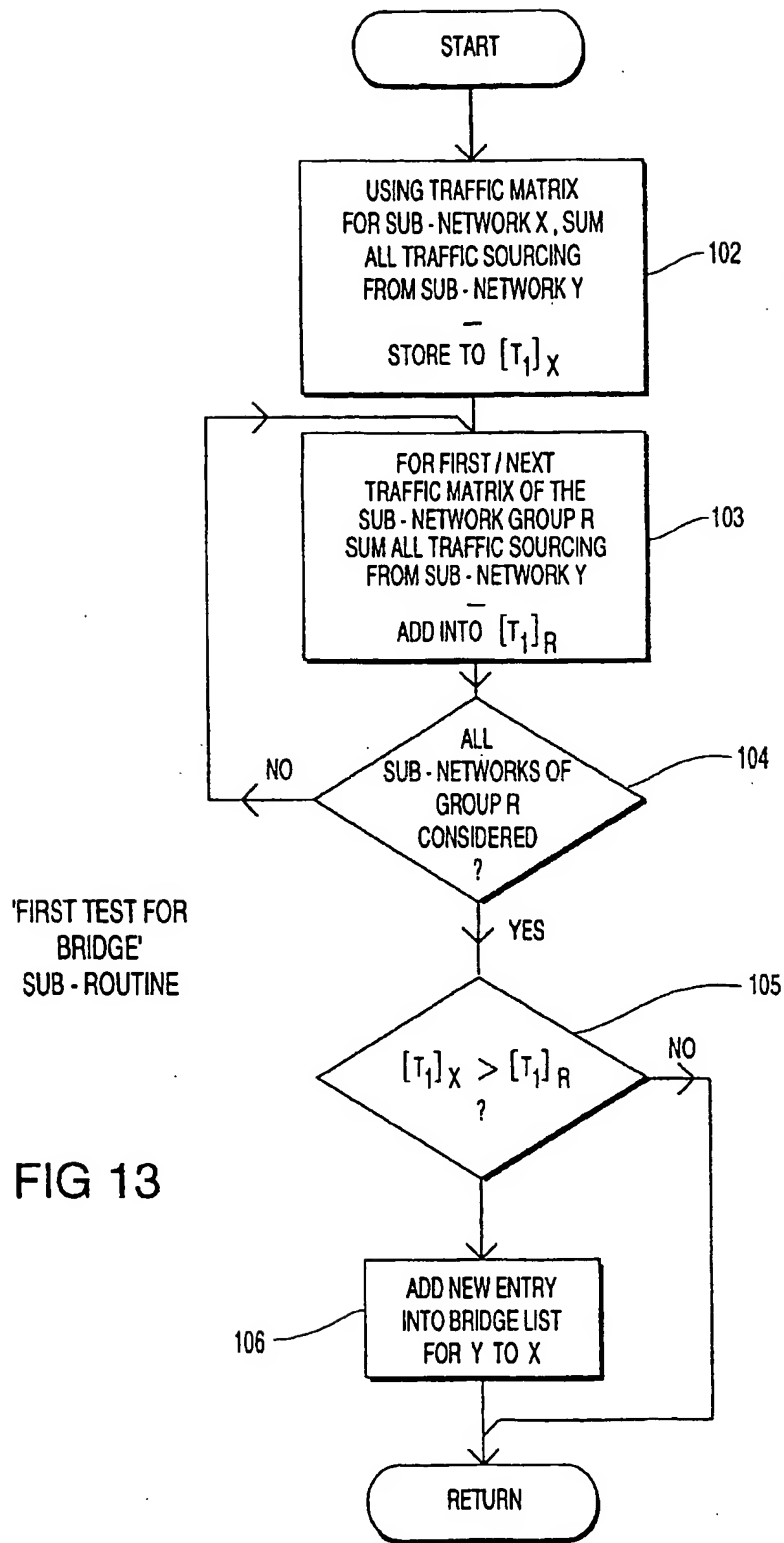 START
USING TRAFFIC MATRIX
FOR SUB - NETWORK X , SUM
ALL TRAFFIC SOURCING
FROM SUB - NETWORK Y
–
STORE TO [T1]X
102
FOR FIRST / NEXT
TRAFFIC MATRIX OF THE
SUB - NETWORK GROUP R
SUM ALL TRAFFIC SOURCING
FROM SUB - NETWORK Y
–
ADD INTO [T1]R
103
ALL
SUB - NETWORKS OF
GROUP R
CONSIDERED
?
104
NO
YES
'FIRST TEST FOR
BRIDGE'
SUB - ROUTINE
[T1]X > [T1]R
?
105
NO
FIG 13
ADD NEW ENTRY
INTO BRIDGE LIST
FOR Y TO X
106
RETURN